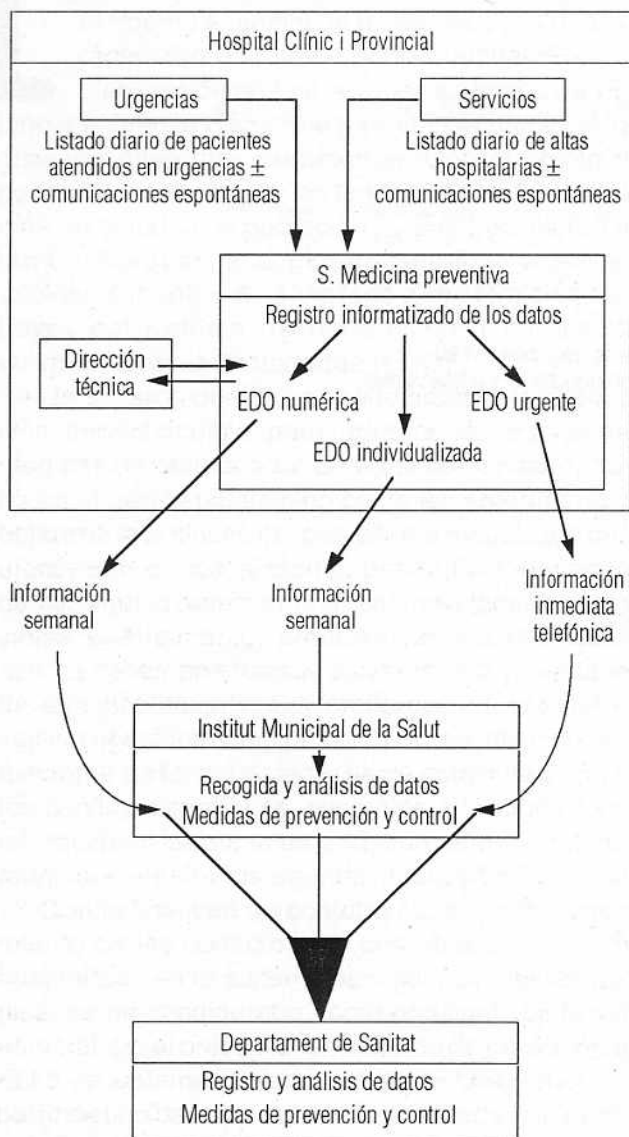 Hospital Clínic i Provincial
Urgencias
Servicios
Listado diario de pacientes
atendidos en urgencias ±
comunicaciones espontáneas
Listado diario de altas
hospitalarias ±
comunicaciones espontáneas
S. Medicina preventiva
Registro informatizado de los datos
Dirección
técnica
EDO numérica
EDO urgente
EDO individualizada
Información
semanal
Información
semanal
Información
inmediata
telefónica
Institut Municipal de la Salut
Recogida y análisis de datos
Medidas de prevención y control
Departament de Sanitat
Registro y análisis de datos
Medidas de prevención y control